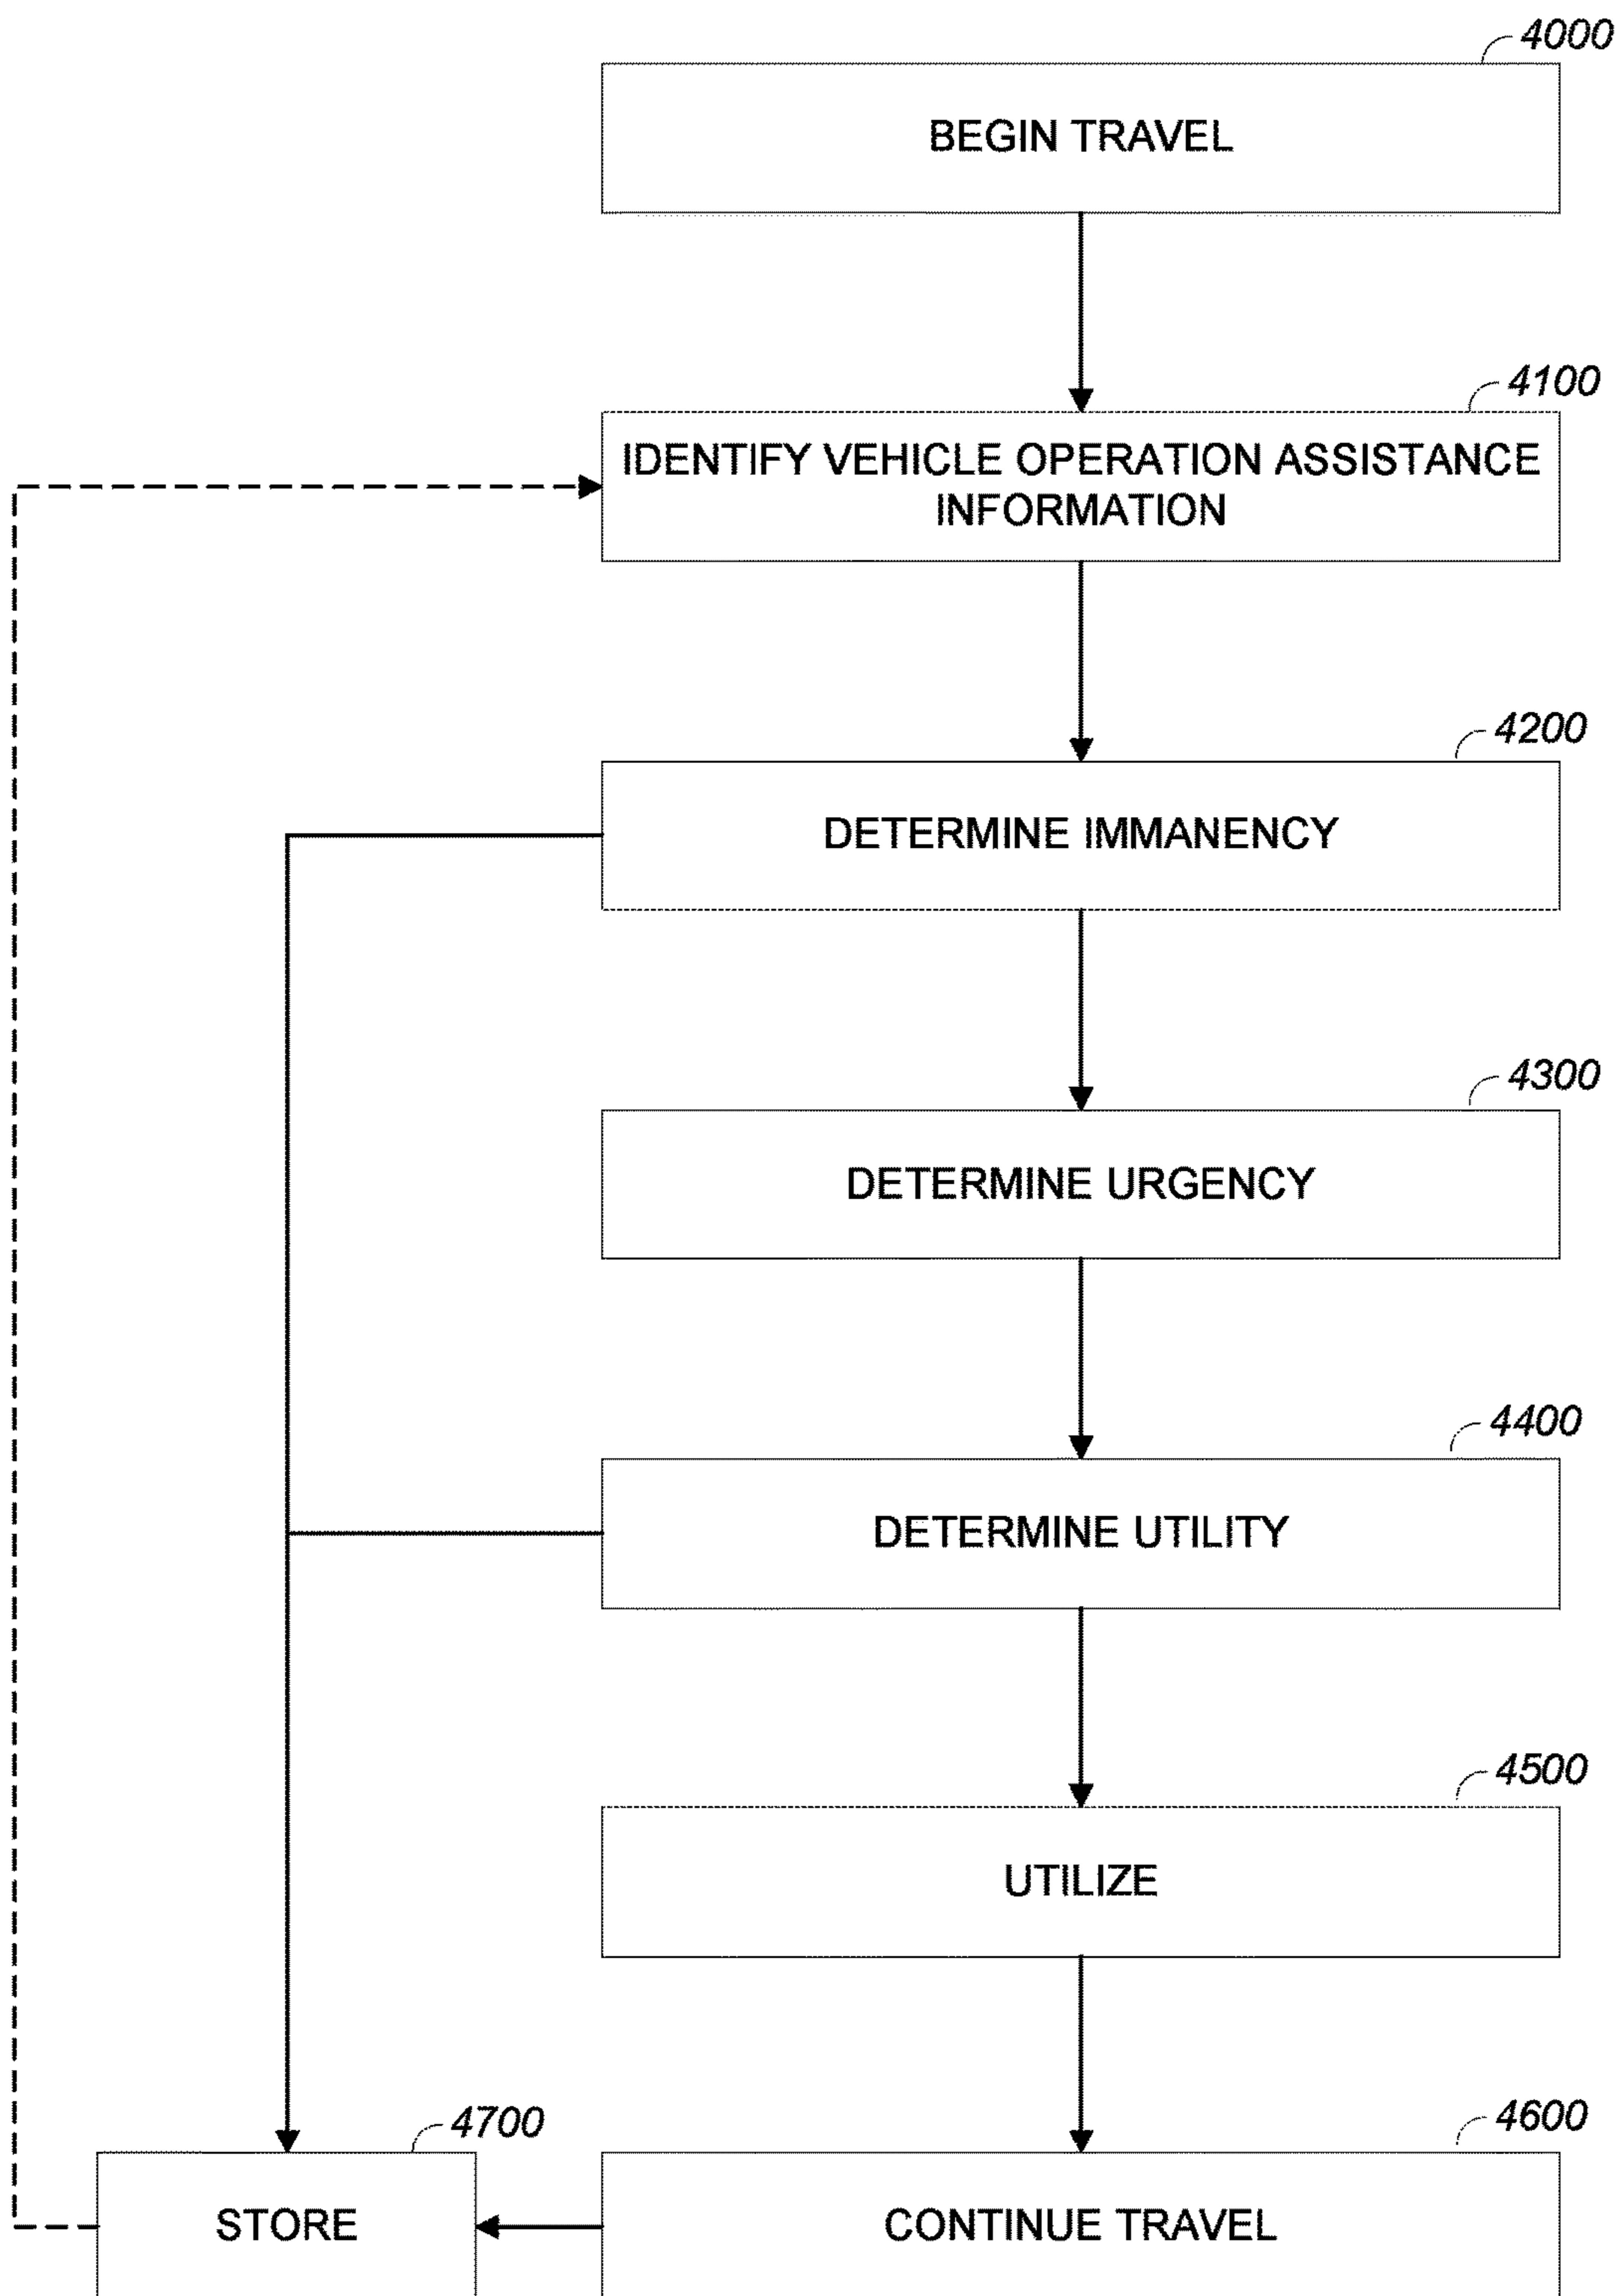 4000
BEGIN TRAVEL
4100
IDENTIFY VEHICLE OPERATION ASSISTANCE
INFORMATION
4200
DETERMINE IMMANENCY
4300
DETERMINE URGENCY
4400
DETERMINE UTILITY
4500
UTILIZE
4700
STORE
4600
CONTINUE TRAVEL